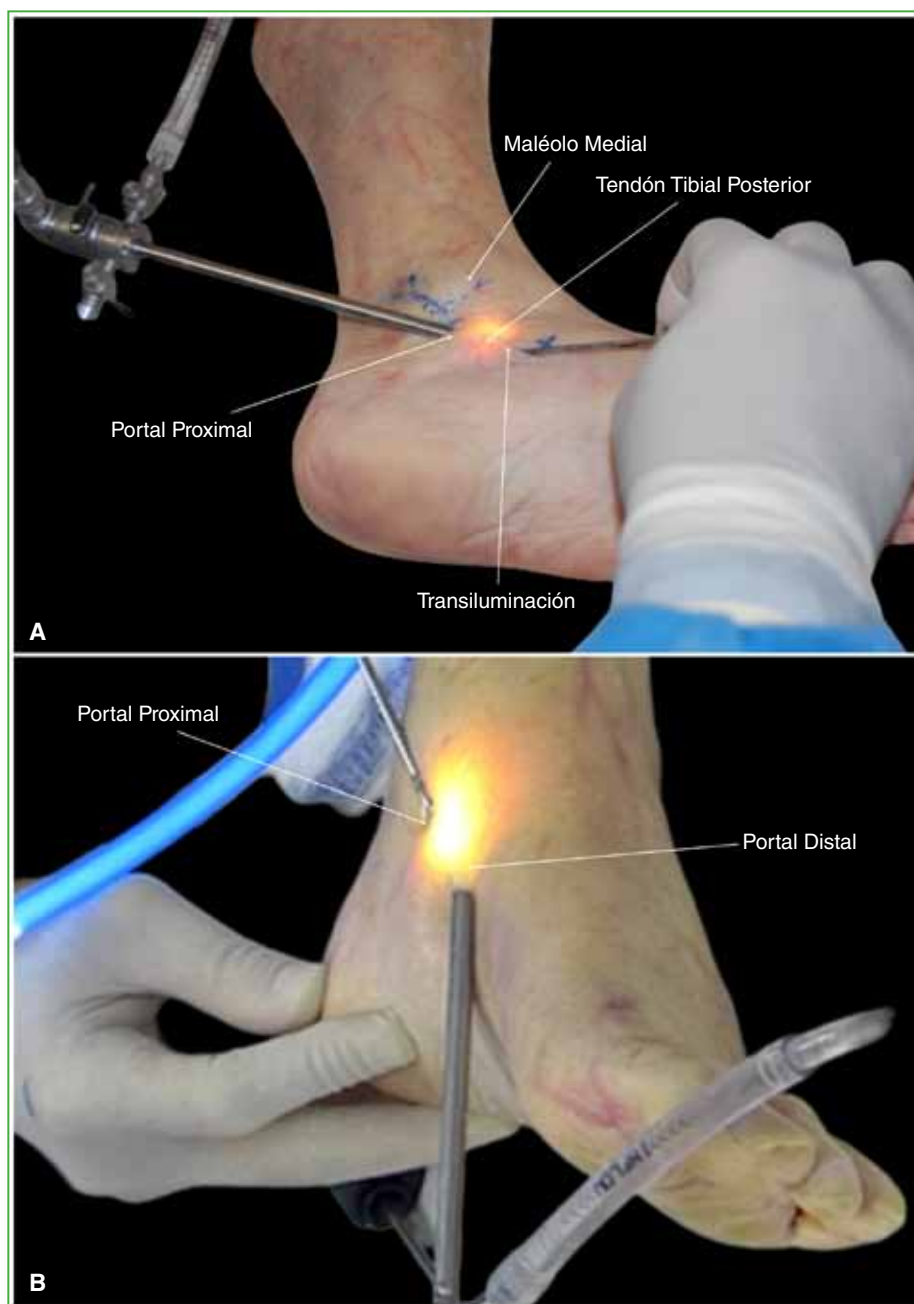 Maléolo Medial
Tendón Tibial Posterior
Portal Proximal
Transiluminación
A
Portal Proximal
Portal Distal
B